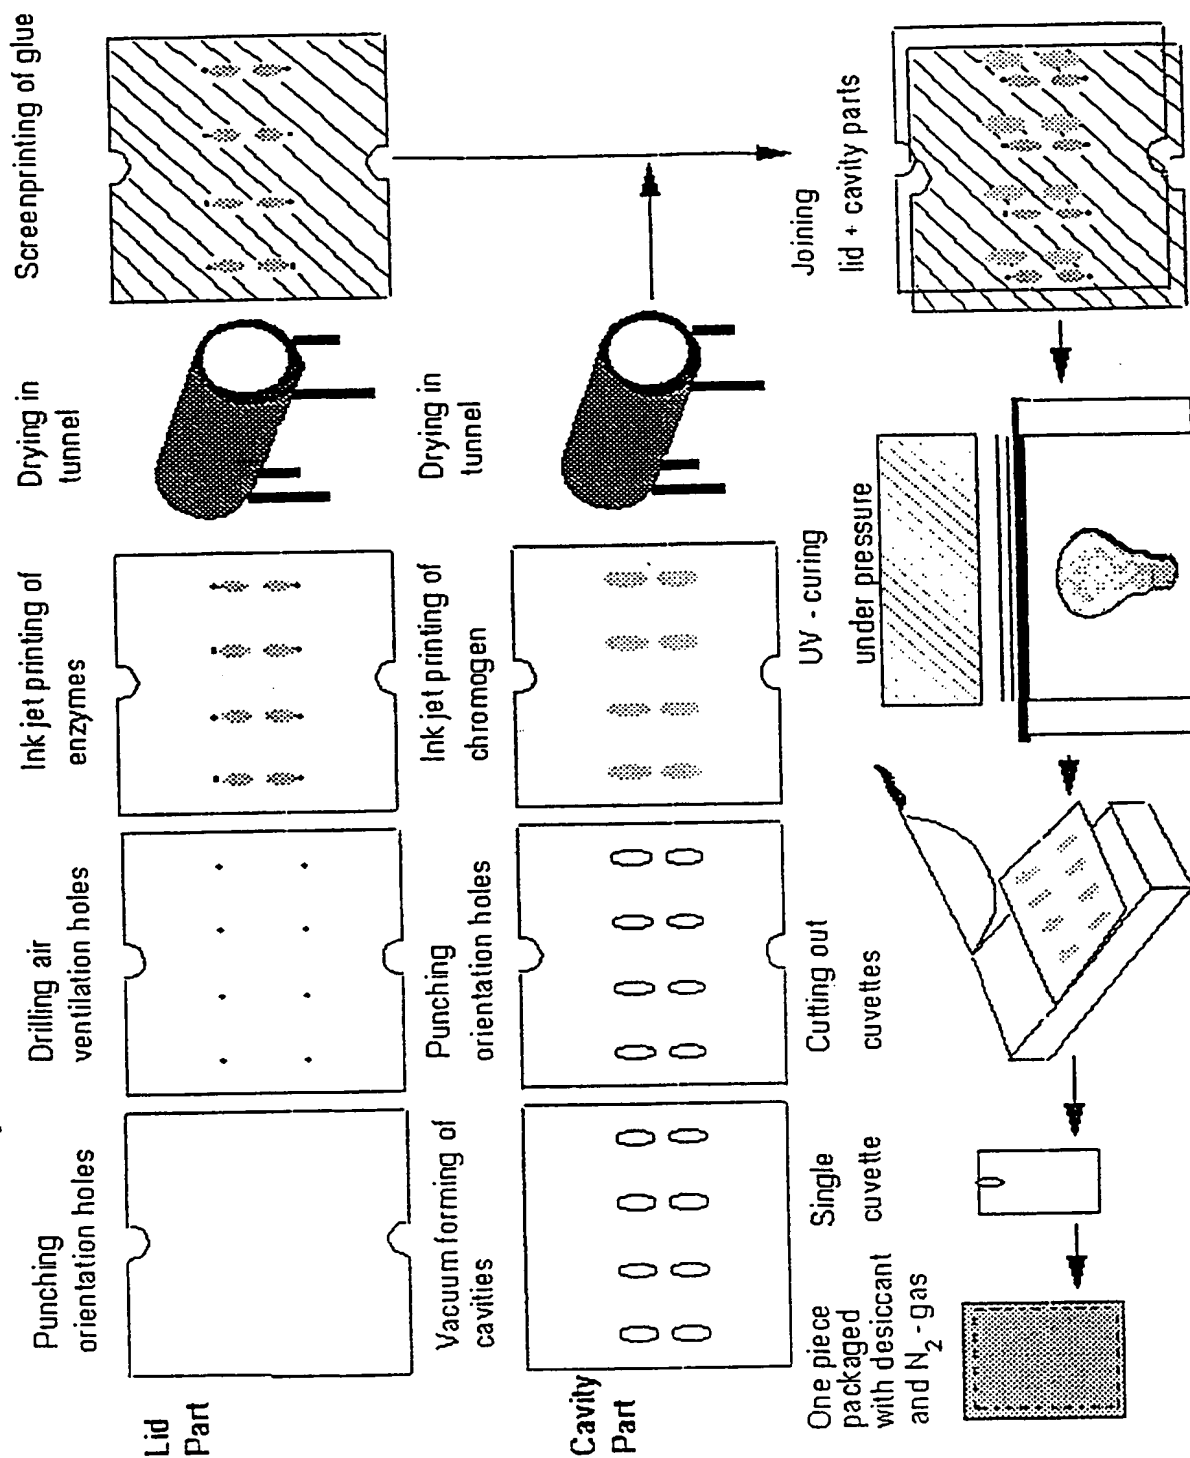 Lid
Part
Punching
orientation holes
Drilling air
ventilation holes
Ink jet printing of
enzymes
Drying in
tunnel
Screenprinting of glue
Cavity
Part
Vacuum forming of
cavities
Punching
orientation holes
Ink jet printing of
chromogen
Drying in
tunnel
Joining
lid + cavity parts
UV - curing
under pressure
Cutting out
cuvettes
Single
cuvette
One piece
packaged
with desiccant
and N2 - gas